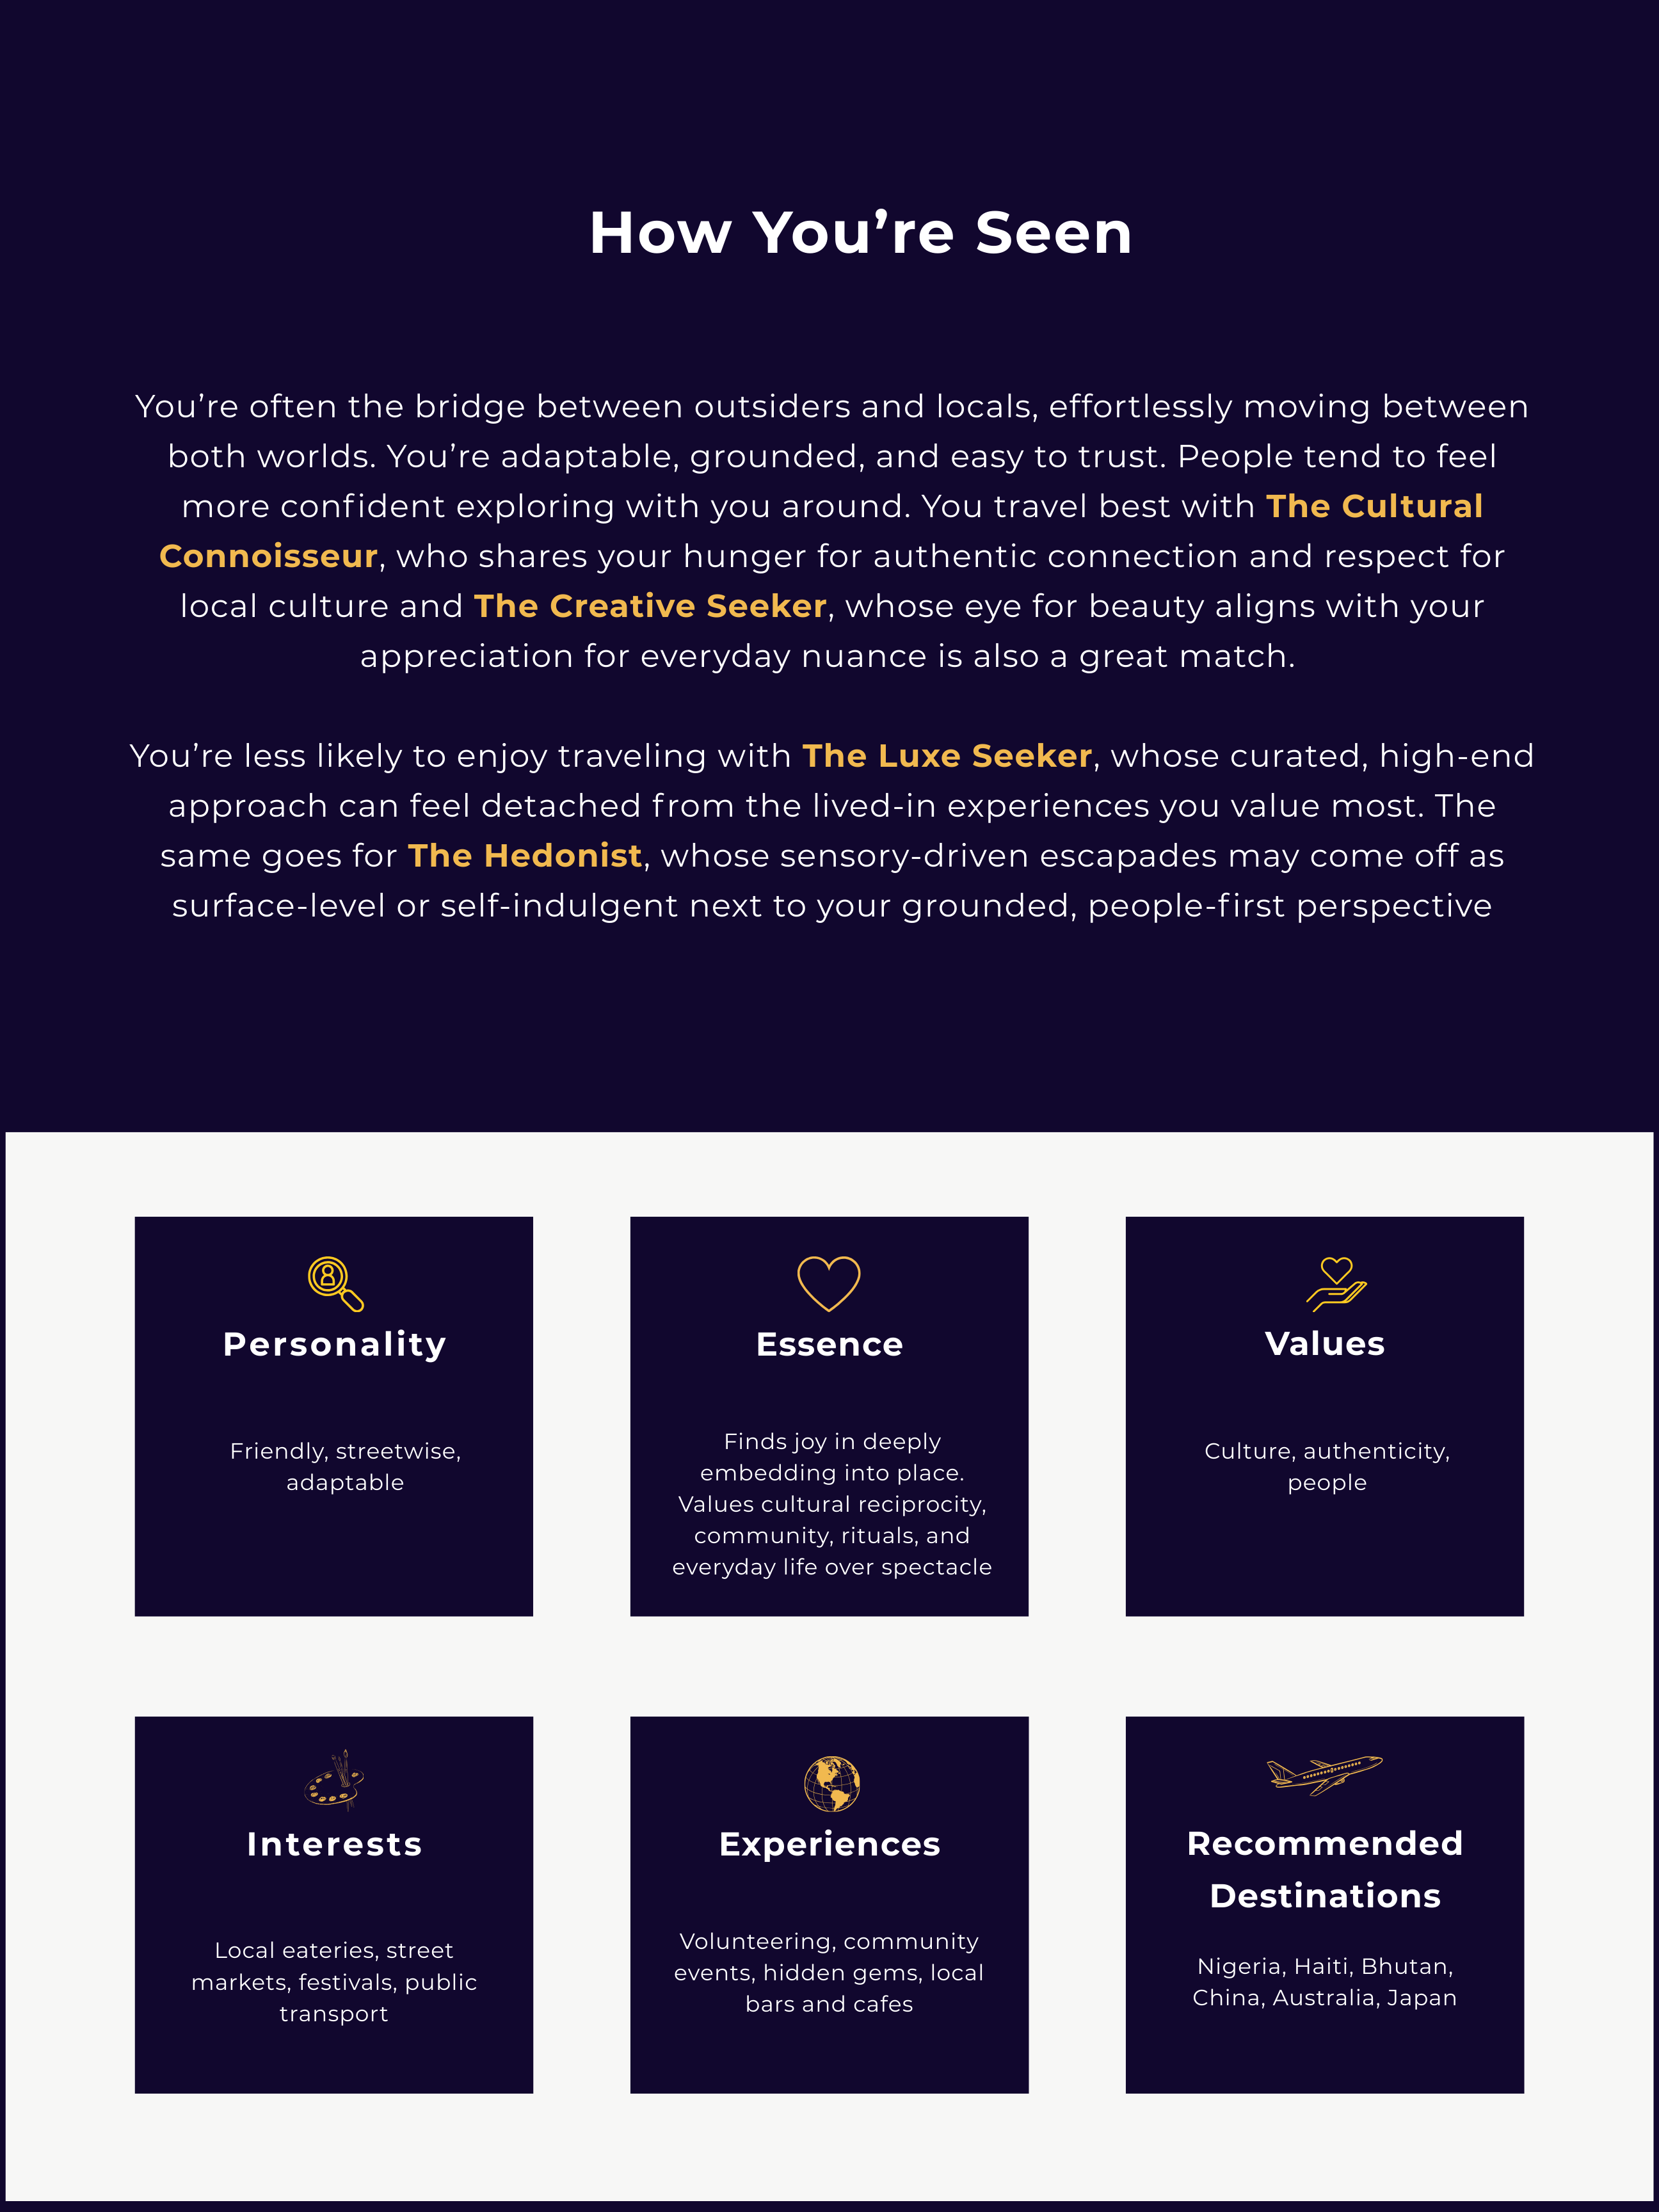 How You’re Seen
You’re often the bridge between outsiders and locals, effortlessly moving between
both worlds. You’re adaptable, grounded, and easy to trust. People tend to feel
more confident exploring with you around. You travel best with The Cultural
Connoisseur, who shares your hunger for authentic connection and respect for
local culture and The Creative Seeker, whose eye for beauty aligns with your
appreciation for everyday nuance is also a great match.
You’re less likely to enjoy traveling with The Luxe Seeker, whose curated, high-end
approach can feel detached from the lived-in experiences you value most. The
same goes for The Hedonist, whose sensory-driven escapades may come off as
surface-level or self-indulgent next to your grounded, people-first perspective
Personality
Friendly, streetwise,
adaptable
Essence
Finds joy in deeply
embedding into place.
Values cultural reciprocity,
community, rituals, and
everyday life over spectacle
Values
Culture, authenticity,
people
Interests
Local eateries, street
markets, festivals, public
transport
Experiences
Volunteering, community
events, hidden gems, local
bars and cafes
Recommended
Destinations
Nigeria, Haiti, Bhutan,
China, Australia, Japan